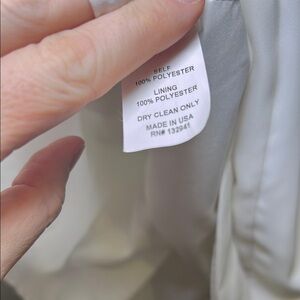 SELF
100% POLYESTER
LINING
100% POLYESTER
DRY CLEAN ONLY
MADE IN USA
RN# 132941